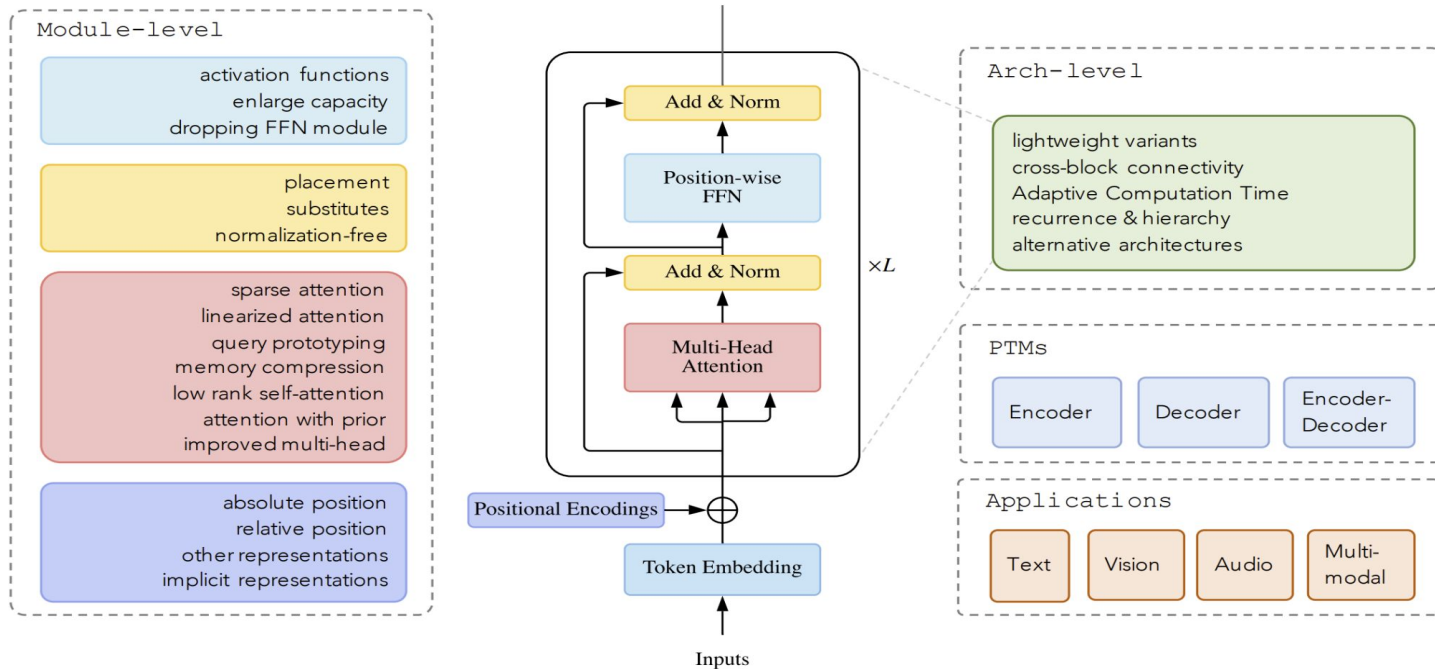 Module-level
activation functions
enlarge capacity
dropping FFN module
placement
substitutes
normalization-free
sparse attention
linearized attention
query prototyping
memory compression
low rank self-attention
attention with prior
improved multi-head
absolute position
relative position
other representations
implicit representations
Add & Norm
Position-wise
FFN
Add & Norm
×L
Multi-Head
Attention
Positional Encodings
Token Embedding
Inputs
Arch-level
lightweight variants
cross-block connectivity
Adaptive Computation Time
recurrence & hierarchy
alternative architectures
PTMs
Encoder
Decoder
Encoder-
Decoder
Applications
Text
Vision
Audio
Multi-
modal